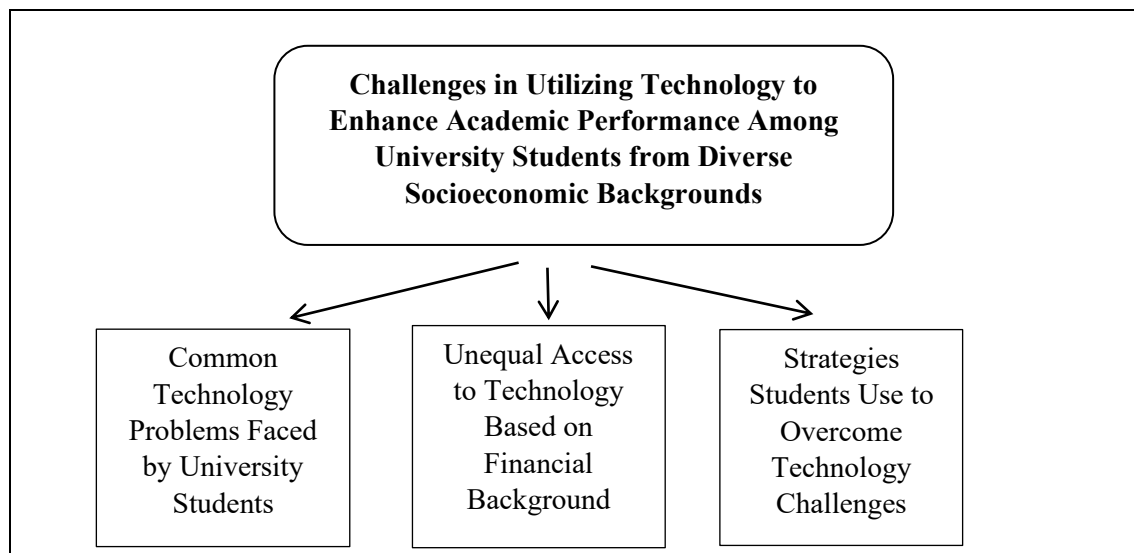 Challenges in Utilizing Technology to
Enhance Academic Performance Among
University Students from Diverse
Socioeconomic Backgrounds
Common
Technology
Problems Faced
by University
Students
Unequal Access
to Technology
Based on
Financial
Background
Strategies
Students Use to
Overcome
Technology
Challenges